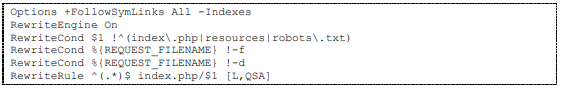 Options +FollowSymLinks All -Indexes
RewriteEngine On
RewriteCond $1 !^(index\.php|resources|robots\.txt)
RewriteCond %{REQUEST_FILENAME} !-f
RewriteCond %{REQUEST_FILENAME} !-d
RewriteRule ^(.*)$ index.php/$1 [L,QSA]